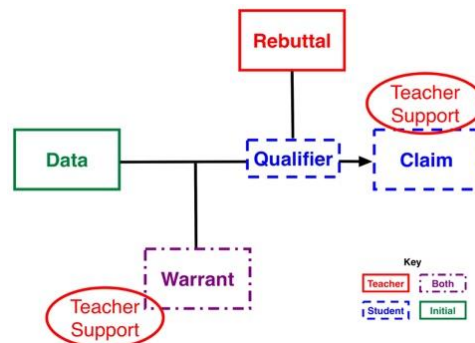 Rebuttal
Teacher
Support
Data
Qualifier
Claim
Warrant
Teacher
Support
Key
Teacher
Both
Student
Initial